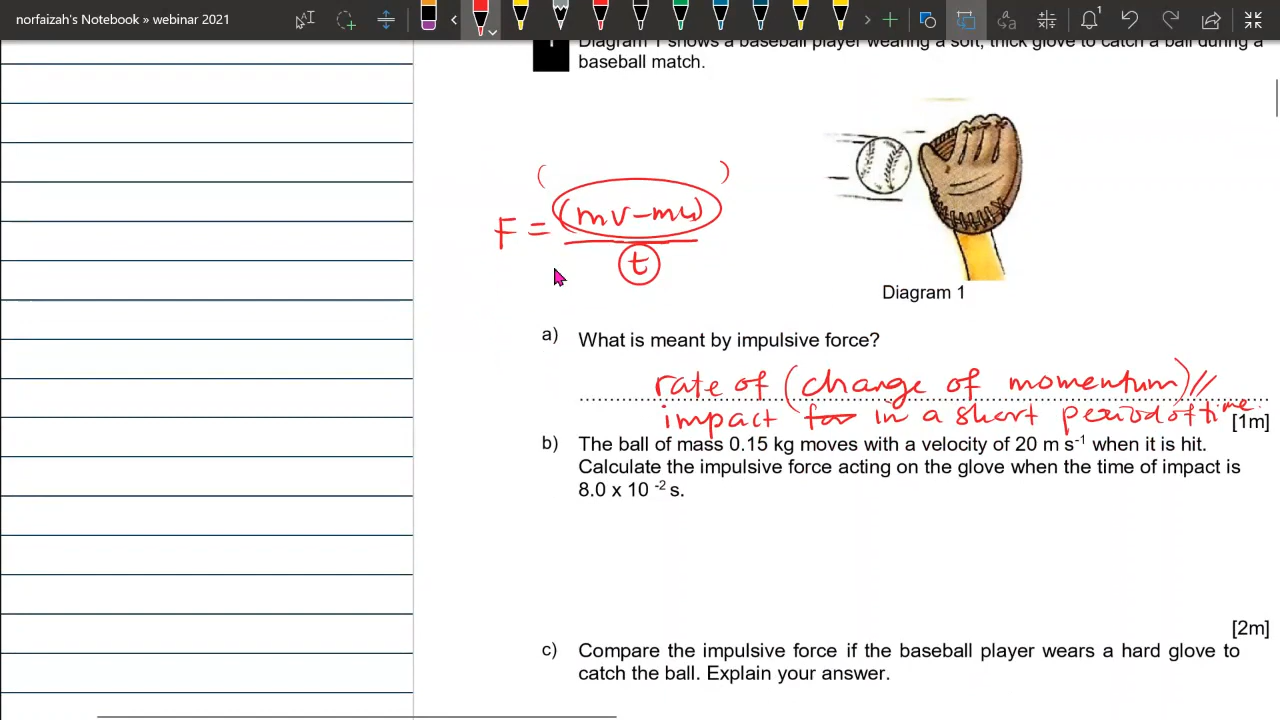 norfaizah's Notebook » webinar 2021
Diagram 1 shows a baseball player wearing a soft, thick glove to catch a ball during a
baseball match.
( )
F = (mv-mu)
t
Diagram 1
a) What is meant by impulsive force?
rate of (change of momentum) //
impact for in a short period of time.
[1m]
b) The ball of mass 0.15 kg moves with a velocity of 20 m s⁻¹ when it is hit.
Calculate the impulsive force acting on the glove when the time of impact is
8.0 x 10 ⁻² s.
[2m]
c) Compare the impulsive force if the baseball player wears a hard glove to
catch the ball. Explain your answer.